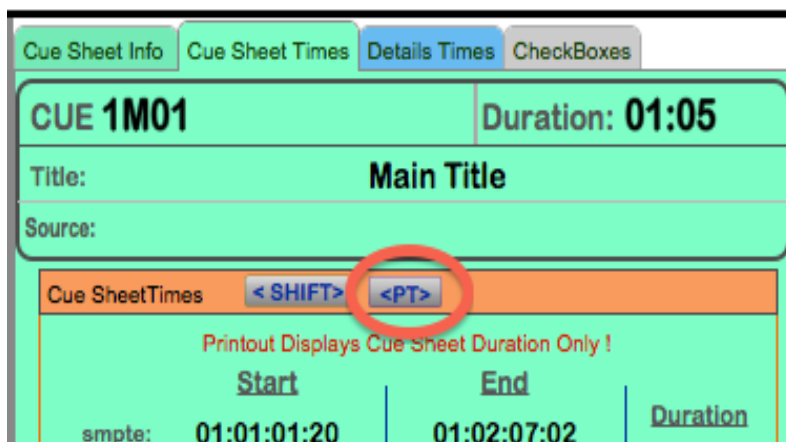 Cue Sheet Info Cue Sheet Times Details Times CheckBoxes
CUE 1M01 Duration: 01:05
Title: Main Title
Source:
Cue SheetTimes < SHIFT> <PT>
Printout Displays Cue Sheet Duration Only !
Start End
Duration
smpte: 01:01:01:20 01:02:07:02